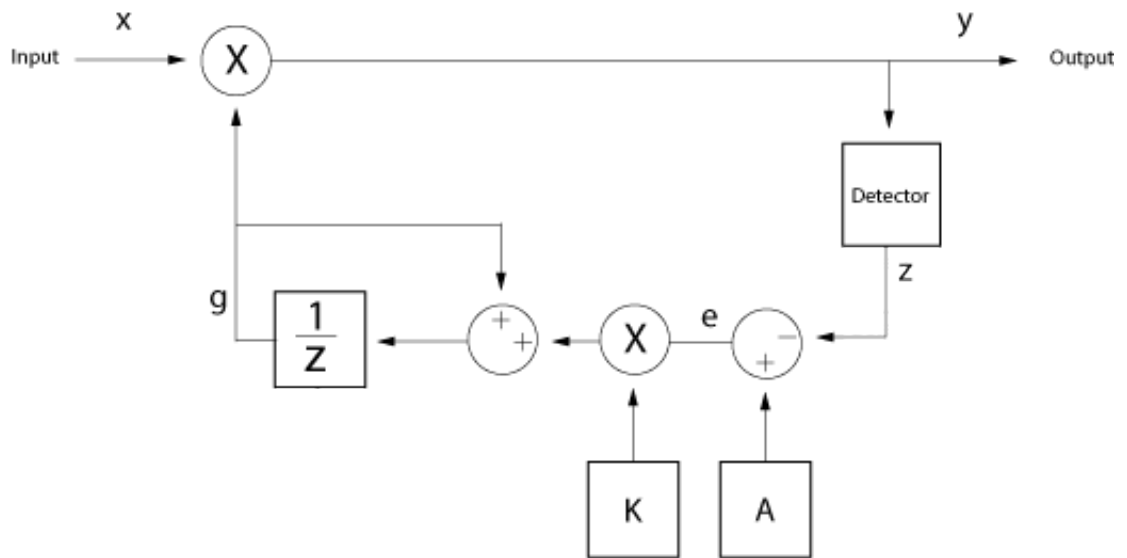 x
y
Input
X
Output
Detector
z
g
1
z
+
+
X
e
−
+
K
A